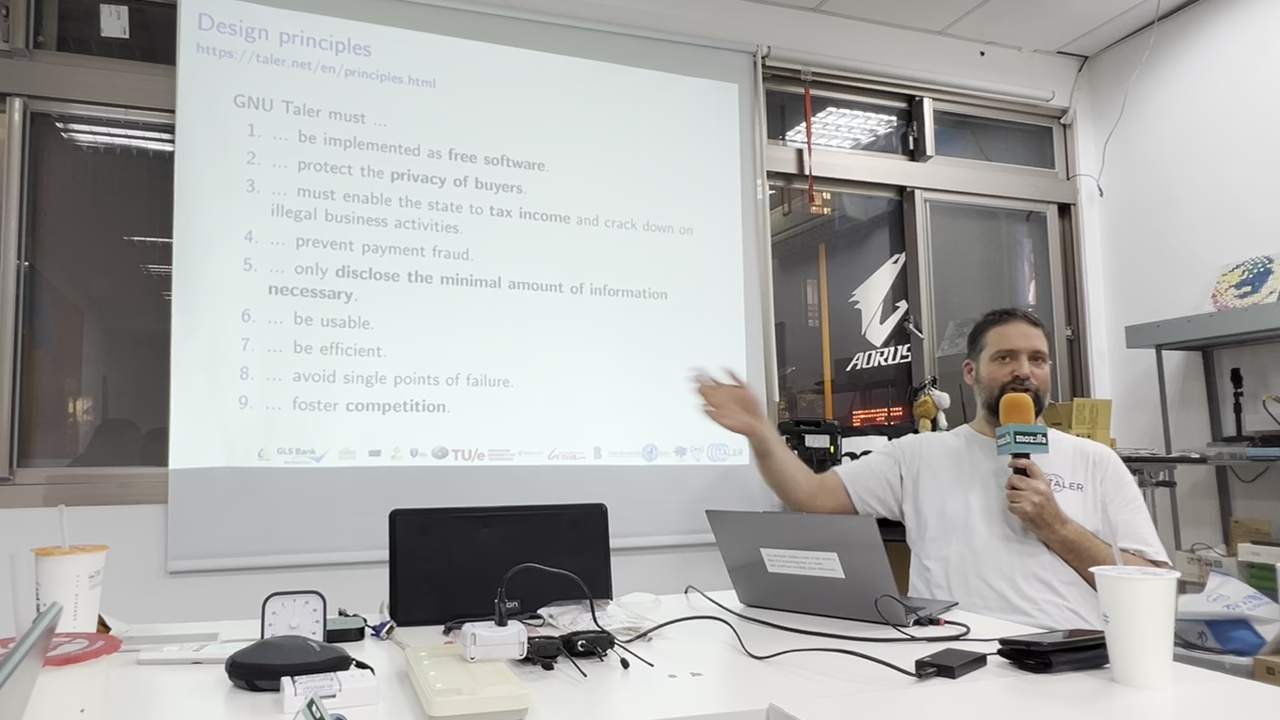 Design principles
https://taler.net/en/principles.html
GNU Taler must ...
1. ... be implemented as free software.
2. ... protect the privacy of buyers.
3. ... must enable the state to tax income and crack down on
illegal business activities.
4. ... prevent payment fraud.
5. ... only disclose the minimal amount of information
necessary.
6. ... be usable.
7. ... be efficient.
8. ... avoid single points of failure.
9. ... foster competition.
GLS Bank
TU/e
TALER
AORUS
mozilla
TALER